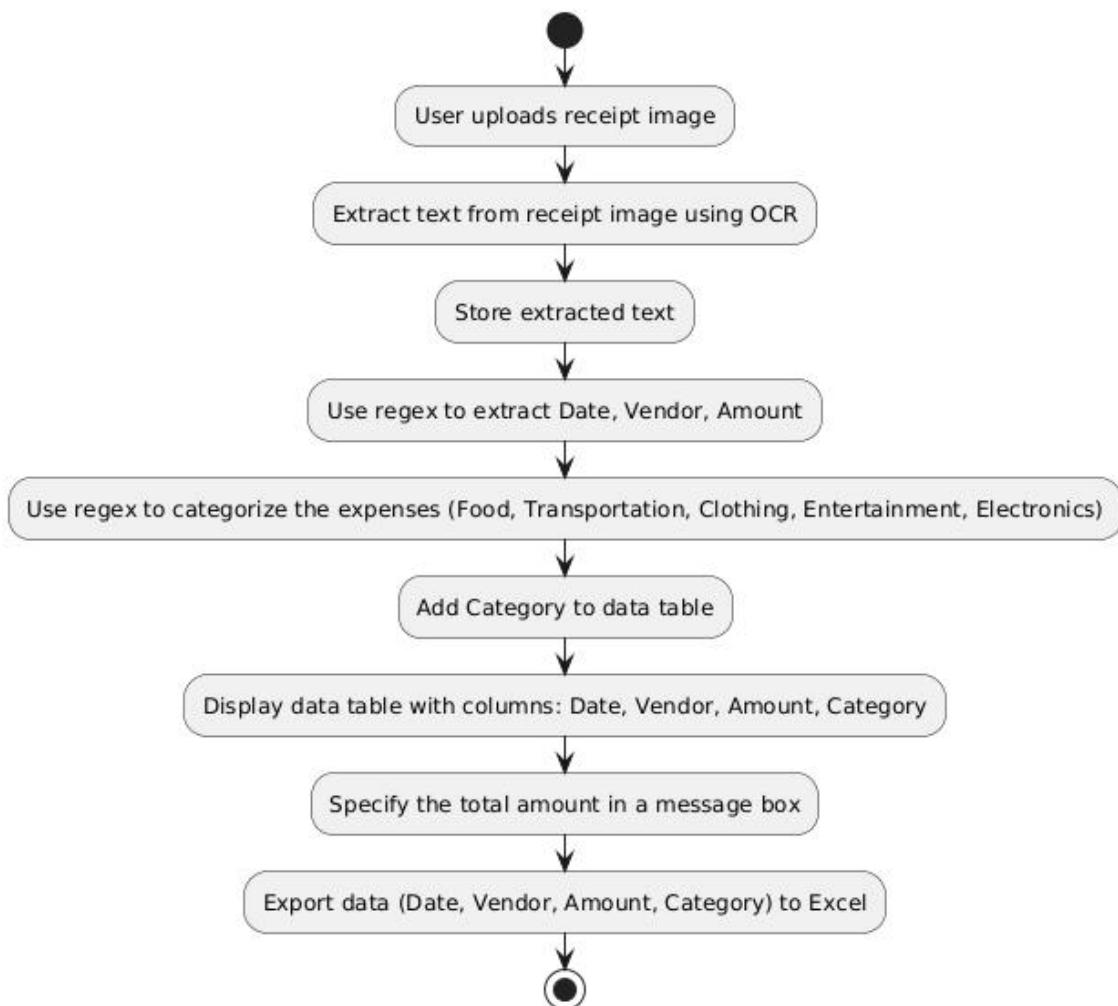 User uploads receipt image
Extract text from receipt image using OCR
Store extracted text
Use regex to extract Date, Vendor, Amount
Use regex to categorize the expenses (Food, Transportation, Clothing, Entertainment, Electronics)
Add Category to data table
Display data table with columns: Date, Vendor, Amount, Category
Specify the total amount in a message box
Export data (Date, Vendor, Amount, Category) to Excel